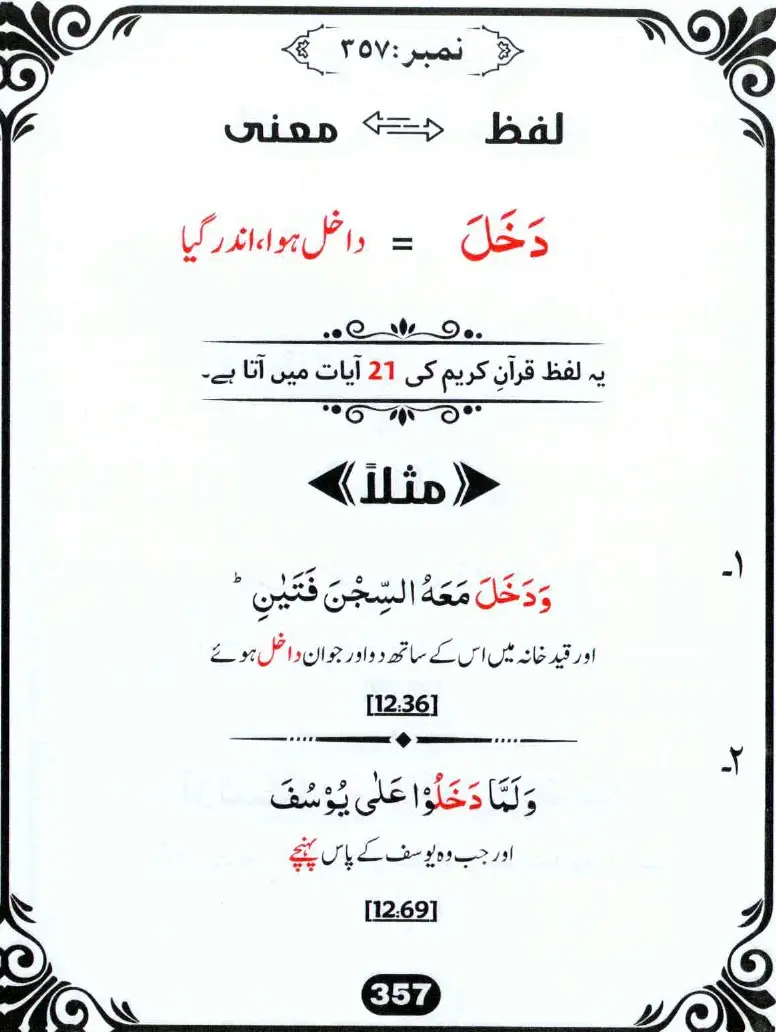 نمبر:۳۵۷
لفظ ⇐⇒ معنی
دَخَلَ = داخل ہوا،اندر گیا
یہ لفظ قرآنِ کریم کی 21 آیات میں آتا ہے۔
مثلاً
۱۔
وَدَخَلَ مَعَهُ السِّجْنَ فَتَيٰنِ ؕ
اور قید خانہ میں اس کے ساتھ دو اور جوان داخل ہوئے
[12:36]
۲۔
وَلَمَّا دَخَلُوْا عَلٰى يُوْسُفَ
اور جب وہ یوسف کے پاس پہنچے
[12:69]
357